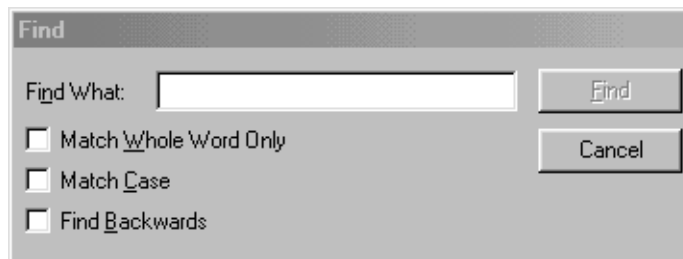 Find
Find What:
Find
Match Whole Word Only
Cancel
Match Case
Find Backwards